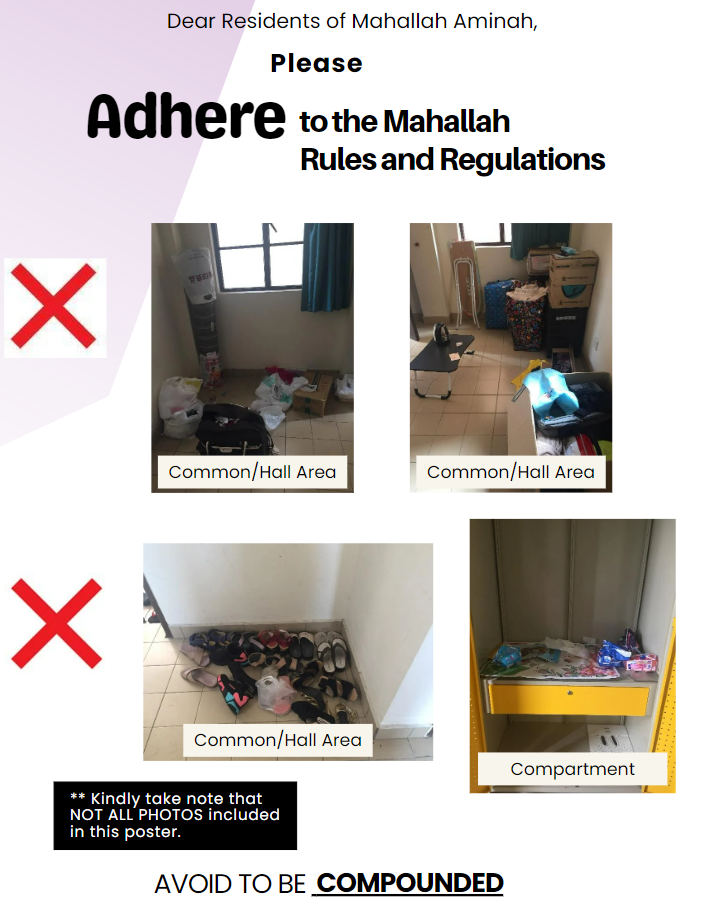 Dear Residents of Mahallah Aminah,
Please
Adhere to the Mahallah
Rules and Regulations
Common/Hall Area
Common/Hall Area
Common/Hall Area
Compartment
** Kindly take note that
NOT ALL PHOTOS included
in this poster.
AVOID TO BE COMPOUNDED